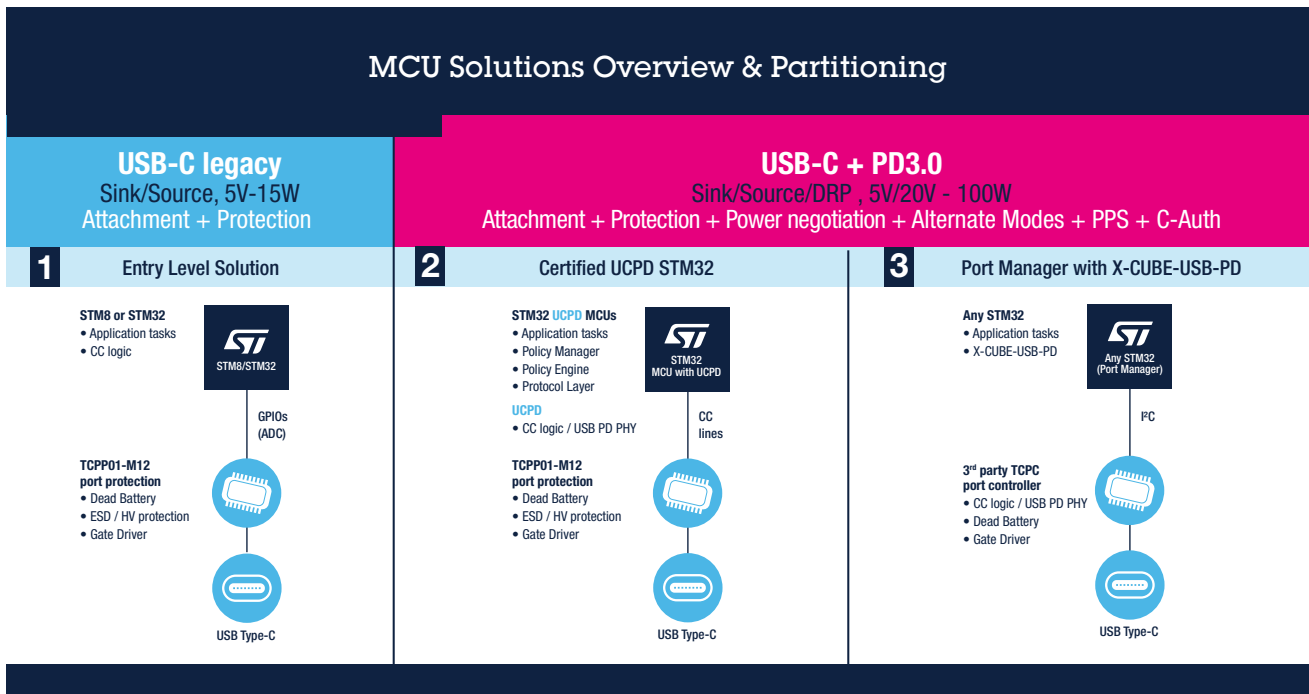 MCU Solutions Overview & Partitioning
USB-C legacy
Sink/Source, 5V-15W
Attachment + Protection
USB-C + PD3.0
Sink/Source/DRP , 5V/20V - 100W
Attachment + Protection + Power negotiation + Alternate Modes + PPS + C-Auth
1
Entry Level Solution
STM8 or STM32
• Application tasks
• CC logic
ST
STM8/STM32
GPIOs
(ADC)
TCPP01-M12
port protection
• Dead Battery
• ESD / HV protection
• Gate Driver
USB Type-C
2
Certified UCPD STM32
STM32 UCPD MCUs
• Application tasks
• Policy Manager
• Policy Engine
• Protocol Layer
UCPD
• CC logic / USB PD PHY
ST
STM32
MCU with UCPD
CC
lines
TCPP01-M12
port protection
• Dead Battery
• ESD / HV protection
• Gate Driver
USB Type-C
3
Port Manager with X-CUBE-USB-PD
Any STM32
• Application tasks
• X-CUBE-USB-PD
ST
Any STM32
(Port Manager)
I²C
3rd party TCPC
port controller
• CC logic / USB PD PHY
• Dead Battery
• Gate Driver
USB Type-C